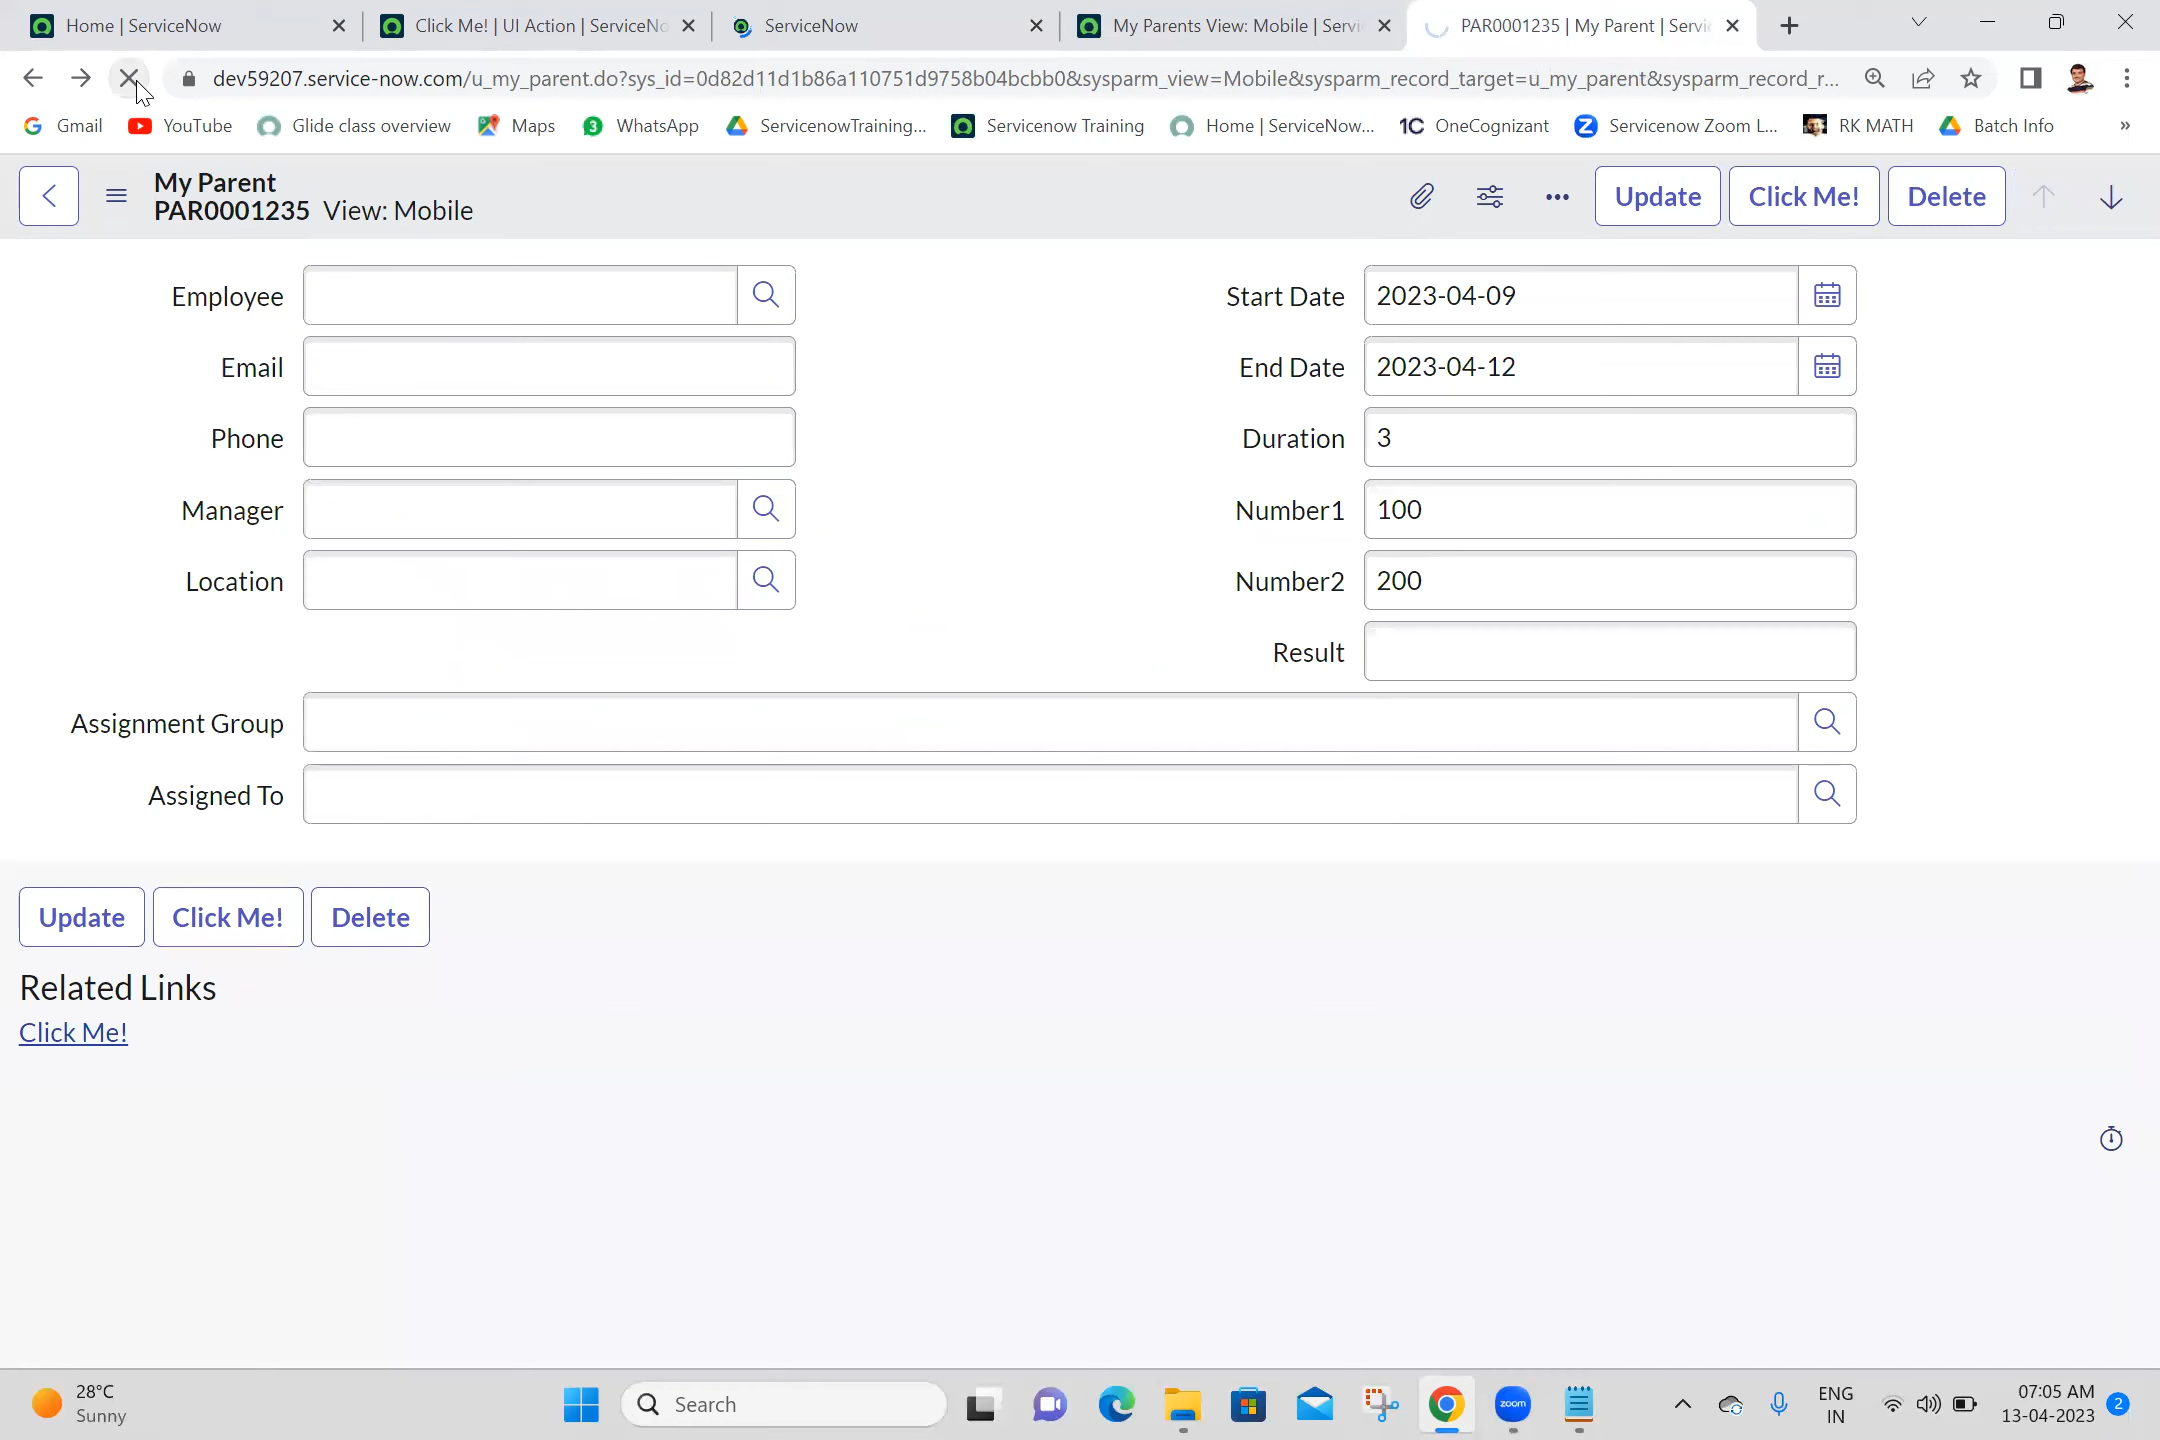 Home | ServiceNow
Click Me! | UI Action | ServiceNo
ServiceNow
My Parents View: Mobile | Servi
PAR0001235 | My Parent | Servi
dev59207.service-now.com/u_my_parent.do?sys_id=0d82d11d1b86a110751d9758b04bcbb0&sysparm_view=Mobile&sysparm_record_target=u_my_parent&sysparm_record_r...
Gmail
YouTube
Glide class overview
Maps
3
WhatsApp
ServicenowTraining...
Servicenow Training
Home | ServiceNow...
1C OneCognizant
Z Servicenow Zoom L...
RK MATH
Batch Info
»
My Parent
PAR0001235 View: Mobile
Update
Click Me!
Delete
Employee
Email
Phone
Manager
Location
Start Date 2023-04-09
End Date 2023-04-12
Duration 3
Number1 100
Number2 200
Result
Assignment Group
Assigned To
Update
Click Me!
Delete
Related Links
Click Me!
28°C
Sunny
Search
zoom
ENG
IN
07:05 AM
13-04-2023
2